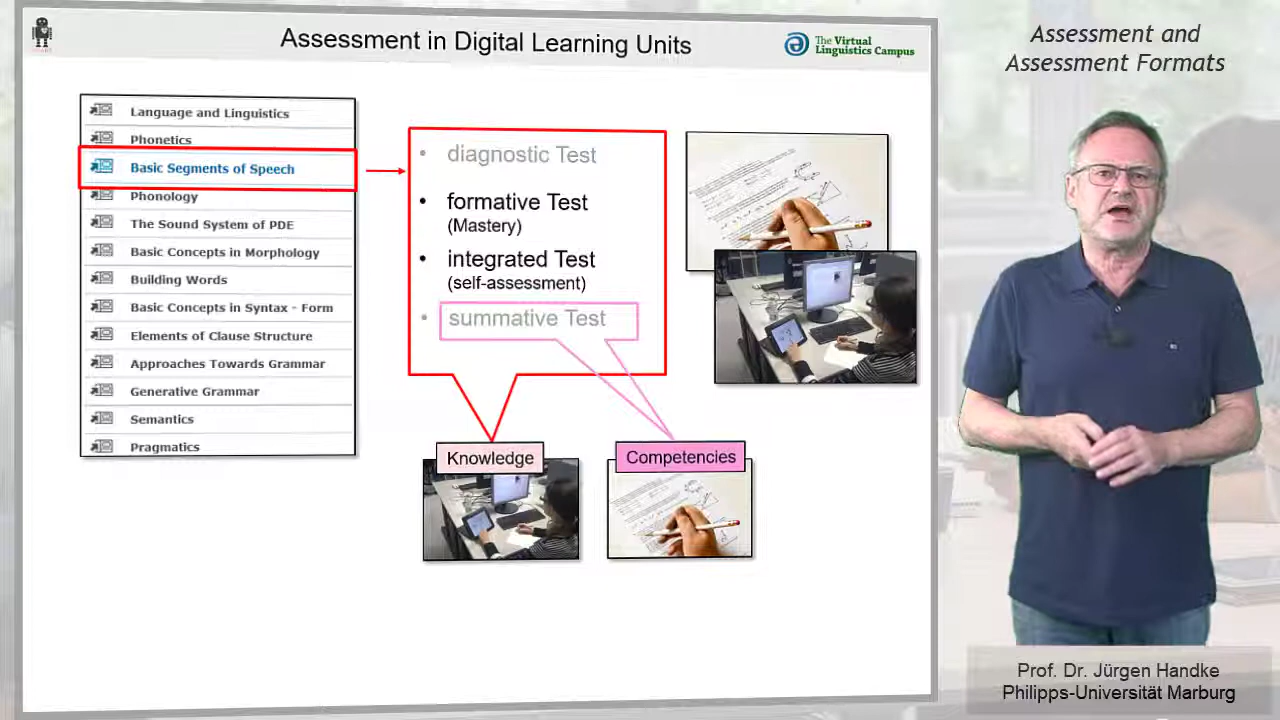 Assessment in Digital Learning Units
The Virtual
Linguistics Campus
Assessment and
Assessment Formats
Language and Linguistics
Phonetics
Basic Segments of Speech
Phonology
The Sound System of PDE
Basic Concepts in Morphology
Building Words
Basic Concepts in Syntax - Form
Elements of Clause Structure
Approaches Towards Grammar
Generative Grammar
Semantics
Pragmatics
• diagnostic Test
• formative Test
(Mastery)
• integrated Test
(self-assessment)
• summative Test
Knowledge
Competencies
Prof. Dr. Jürgen Handke
Philipps-Universität Marburg